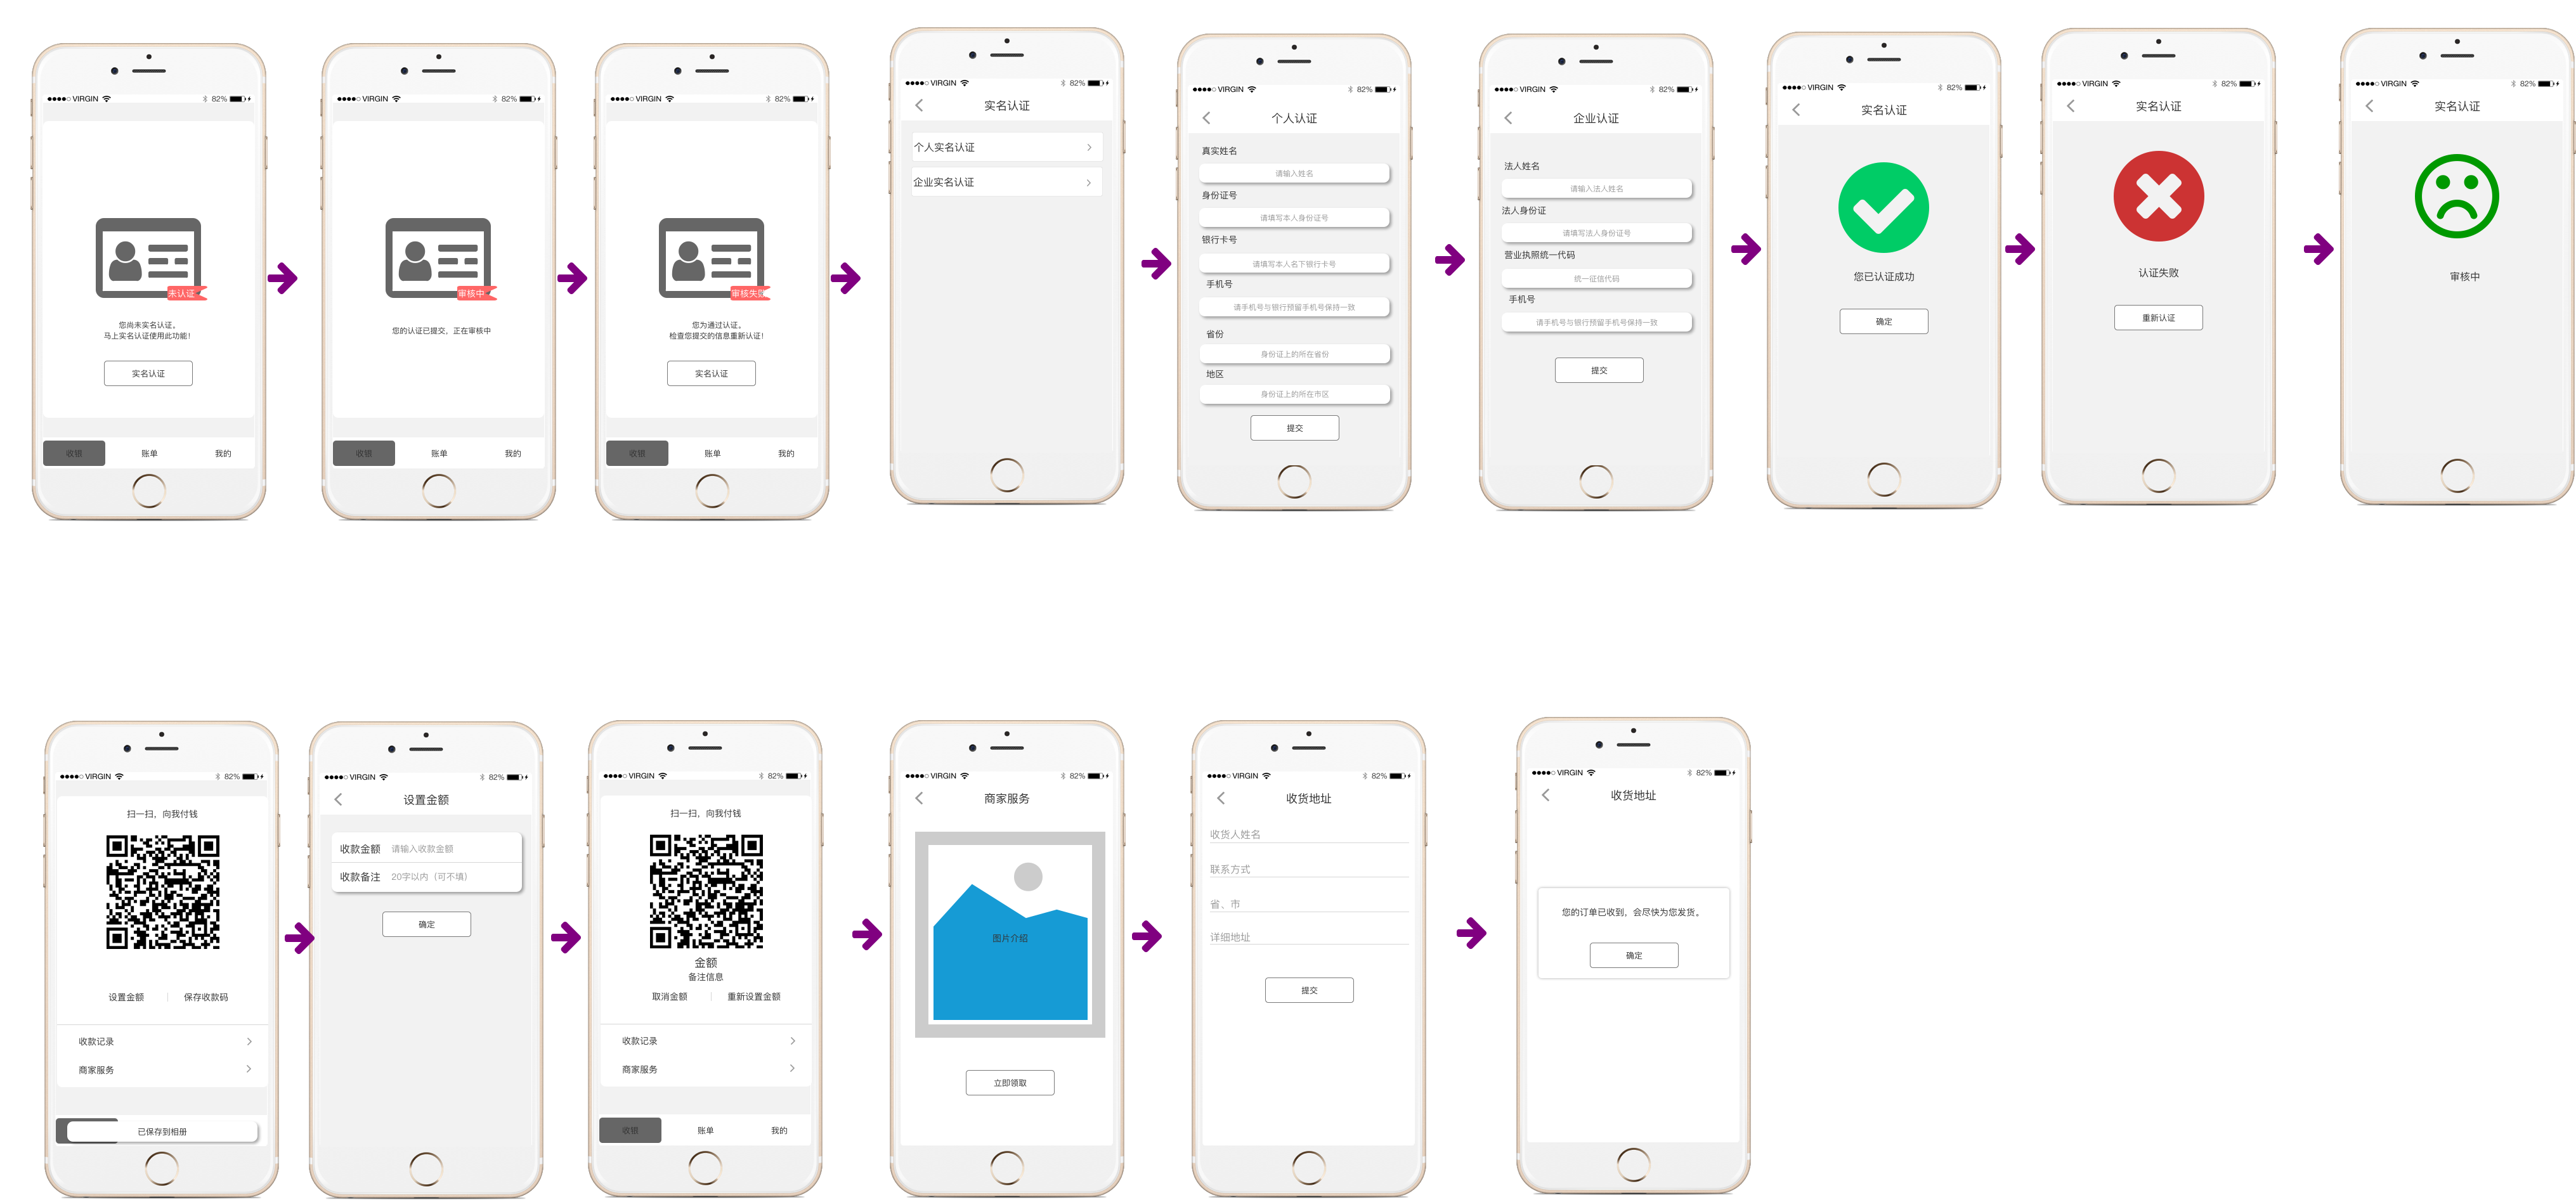 ●●●●○ VIRGIN 82%
未认证
您尚未实名认证,
马上实名认证使用此功能!
实名认证
收银 账单 我的
●●●●○ VIRGIN 82%
审核中
您的认证已提交,正在审核中
收银 账单 我的
●●●●○ VIRGIN 82%
审核失败
您为通过认证,
检查您提交的信息重新认证!
实名认证
收银 账单 我的
●●●●○ VIRGIN 82%
实名认证
个人实名认证
企业实名认证
●●●●○ VIRGIN 82%
个人认证
真实姓名
请输入姓名
身份证号
请填写本人身份证号
银行卡号
请填写本人名下银行卡号
手机号
请手机号与银行预留手机号保持一致
省份
身份证上的所在省份
地区
身份证上的所在市区
提交
●●●●○ VIRGIN 82%
企业认证
法人姓名
请输入法人姓名
法人身份证
请填写法人身份证号
营业执照统一代码
统一征信代码
手机号
请手机号与银行预留手机号保持一致
提交
●●●●○ VIRGIN 82%
实名认证
您已认证成功
确定
●●●●○ VIRGIN 82%
实名认证
认证失败
重新认证
●●●●○ VIRGIN 82%
实名认证
审核中
●●●●○ VIRGIN 82%
扫一扫,向我付钱
设置金额 保存收款码
收款记录
商家服务
已保存到相册
●●●●○ VIRGIN 82%
设置金额
收款金额 请输入收款金额
收款备注 20字以内(可不填)
确定
●●●●○ VIRGIN 82%
扫一扫,向我付钱
金额
备注信息
取消金额 重新设置金额
收款记录
商家服务
收银 账单 我的
●●●●○ VIRGIN 82%
商家服务
图片介绍
立即领取
●●●●○ VIRGIN 82%
收货地址
收货人姓名
联系方式
省、市
详细地址
提交
●●●●○ VIRGIN 82%
收货地址
您的订单已收到,会尽快为您发货。
确定